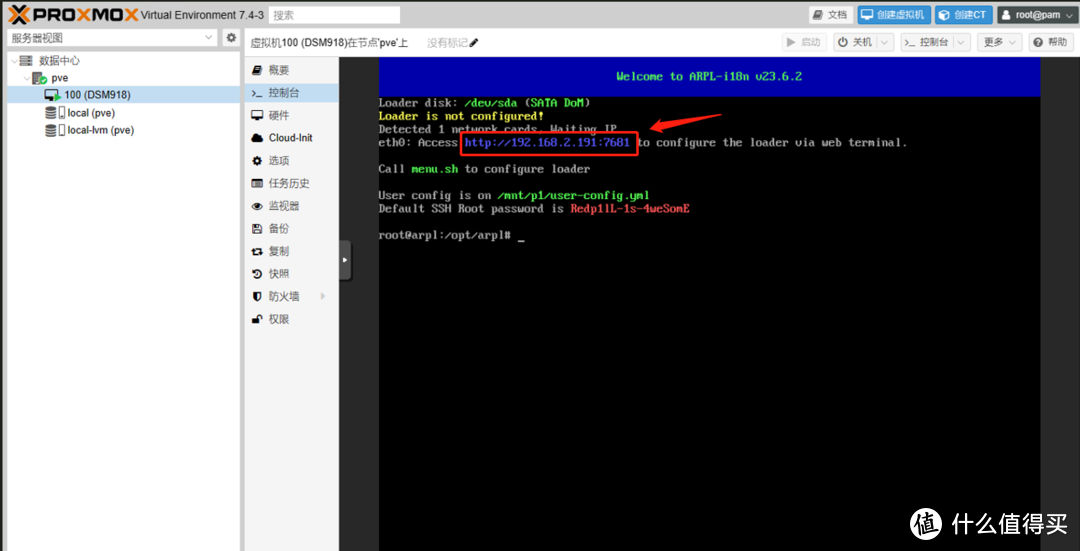 PROXMOX Virtual Environment 7.4-3 搜索 文档 创建虚拟机 创建CT root@pam
服务器视图
数据中心
pve
100 (DSM918)
local (pve)
local-lvm (pve)
虚拟机100 (DSM918)在节点'pve'上 没有标记 启动 关机 控制台 更多 帮助
概要
控制台
硬件
Cloud-Init
选项
任务历史
监视器
备份
复制
快照
防火墙
权限
Welcome to ARPL-i18n v23.6.2
Loader disk: /dev/sda (SATA DoM)
Loader is not configured!
Detected 1 network cards, Waiting IP
eth0: Access http://192.168.2.191:7681 to configure the loader via web terminal.
Call menu.sh to configure loader
User config is on /mnt/p1/user-config.yml
Default SSH Root password is Redp1lL-1s-4weSomE
root@arpl:/opt/arpl# _
值 什么值得买